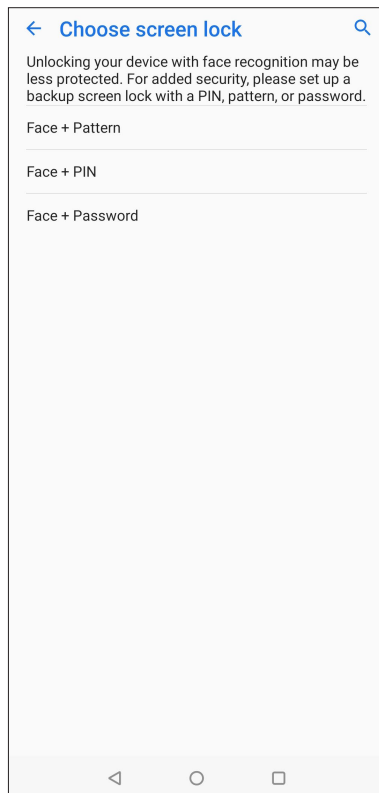 Choose screen lock
Unlocking your device with face recognition may be
less protected. For added security, please set up a
backup screen lock with a PIN, pattern, or password.
Face + Pattern
Face + PIN
Face + Password